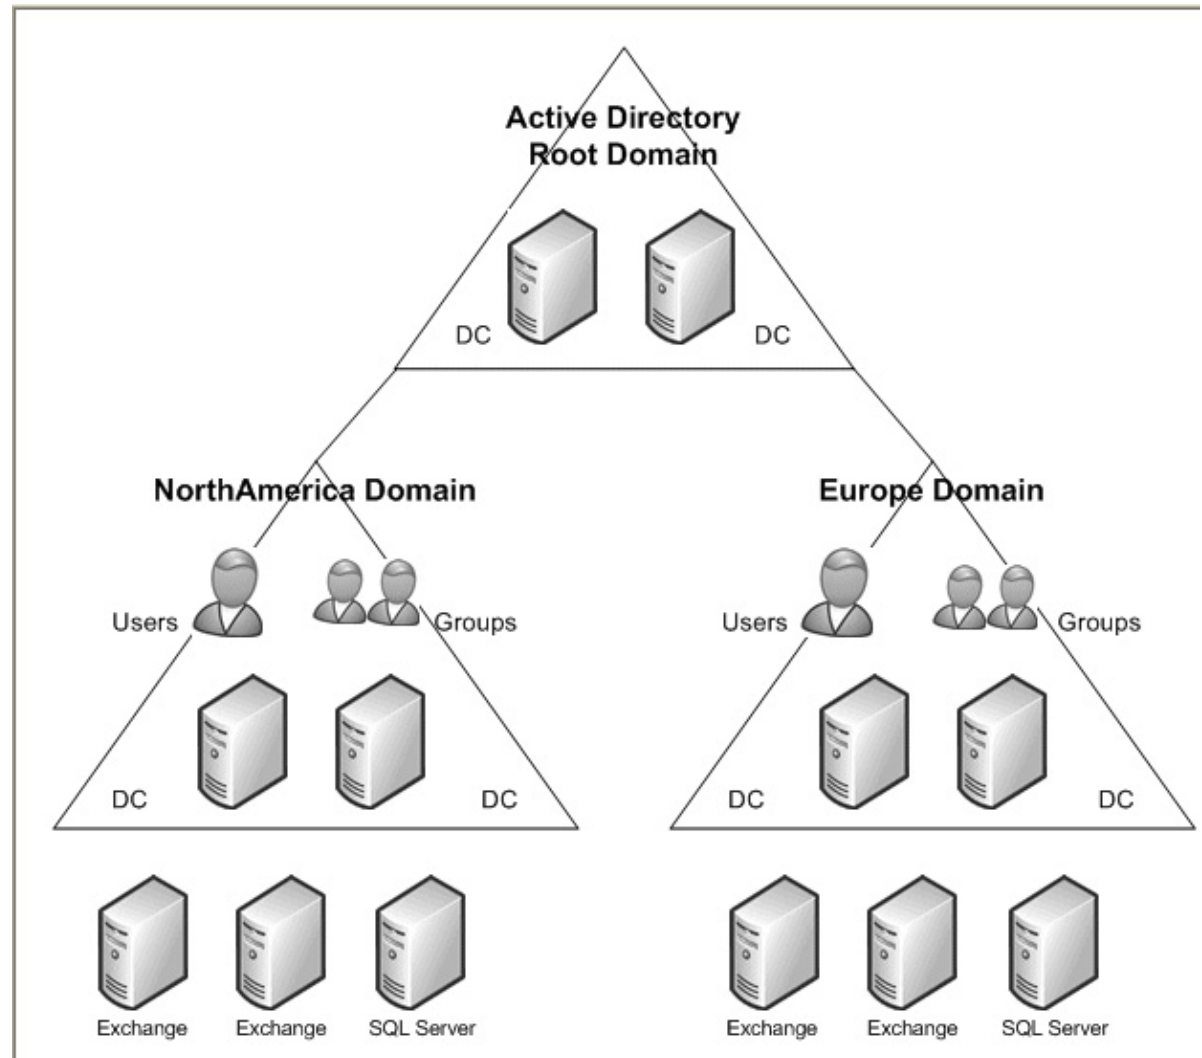 Active Directory
Root Domain
DC DC
NorthAmerica Domain Europe Domain
Users Groups Users Groups
DC DC DC DC
Exchange Exchange SQL Server Exchange Exchange SQL Server